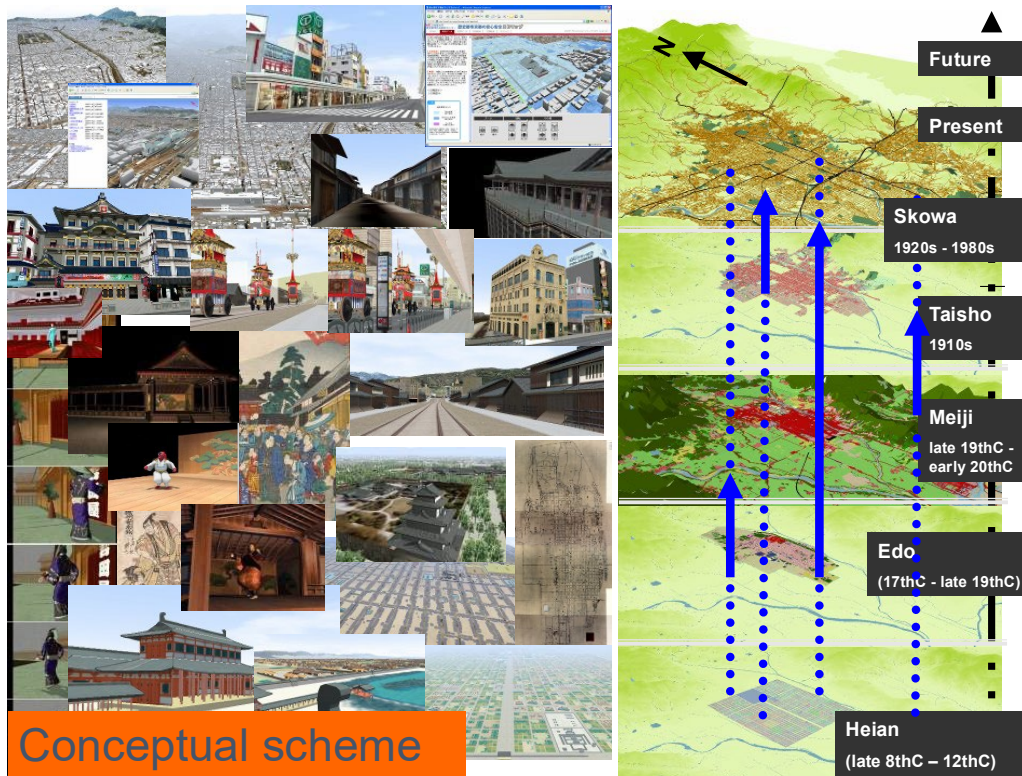 N
Future
Present
Skowa
1920s - 1980s
Taisho
1910s
Meiji
late 19thC -
early 20thC
Edo
(17thC - late 19thC)
Heian
(late 8thC – 12thC)
Conceptual scheme